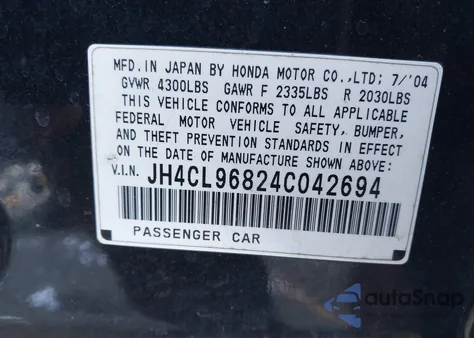 MFD. IN JAPAN BY HONDA MOTOR CO., LTD; 7/'04
GVWR 4300LBS GAWR F 2335LBS R 2030LBS
THIS VEHICLE CONFORMS TO ALL APPLICABLE
FEDERAL MOTOR VEHICLE SAFETY, BUMPER,
AND THEFT PREVENTION STANDARDS IN EFFECT
ON THE DATE OF MANUFACTURE SHOWN ABOVE:
V.I.N. JH4CL96824C042694
PASSENGER CAR
autoSnap